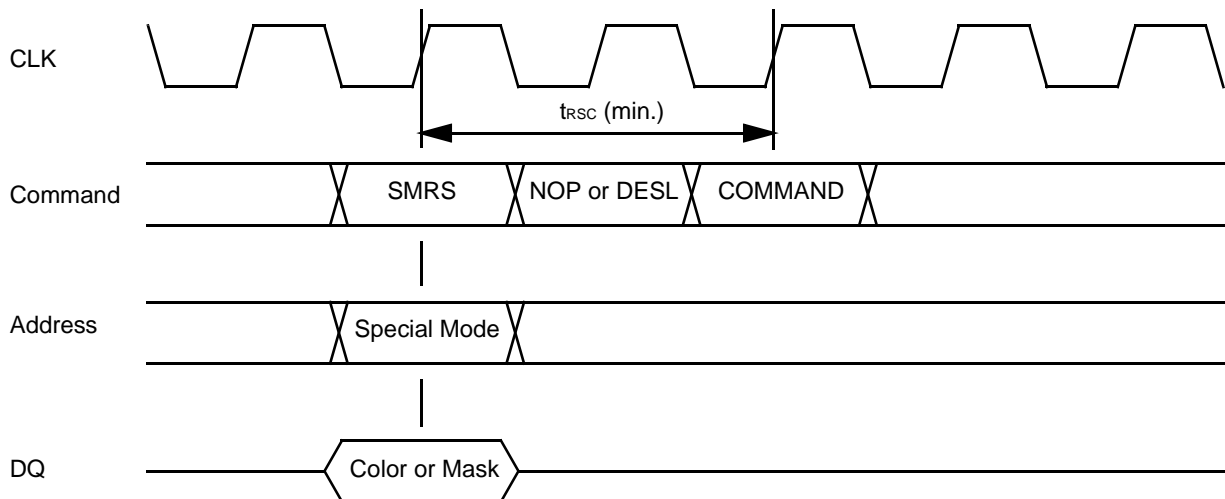 CLK
tRSC (min.)
Command SMRS NOP or DESL COMMAND
Address Special Mode
DQ Color or Mask